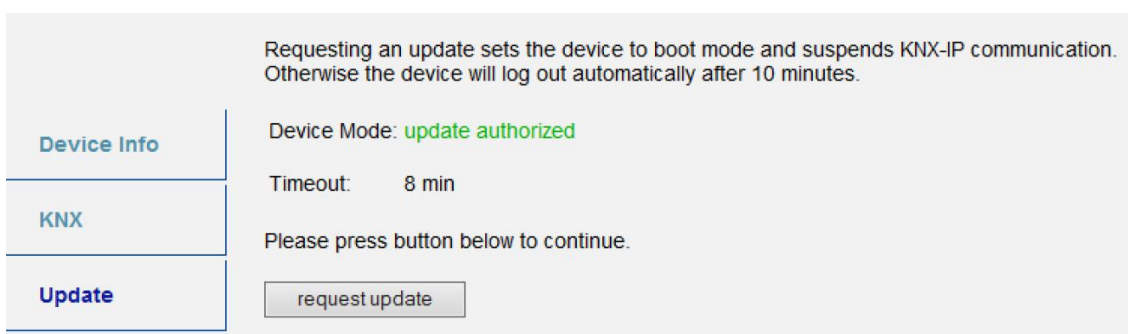 Requesting an update sets the device to boot mode and suspends KNX-IP communication.
Otherwise the device will log out automatically after 10 minutes.
Device Info
KNX
Update
Device Mode: update authorized
Timeout: 8 min
Please press button below to continue.
request update